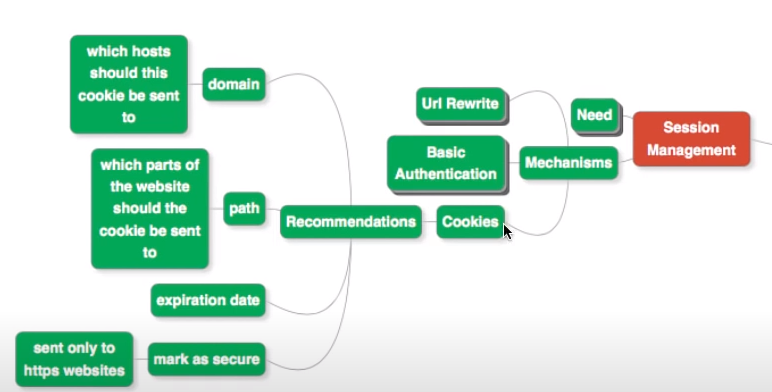 which hosts
should this
cookie be sent
to
domain
which parts of
the website
should the
cookie be sent
to
path
expiration date
sent only to
https websites
mark as secure
Recommendations
Cookies
Url Rewrite
Basic
Authentication
Mechanisms
Need
Session
Management